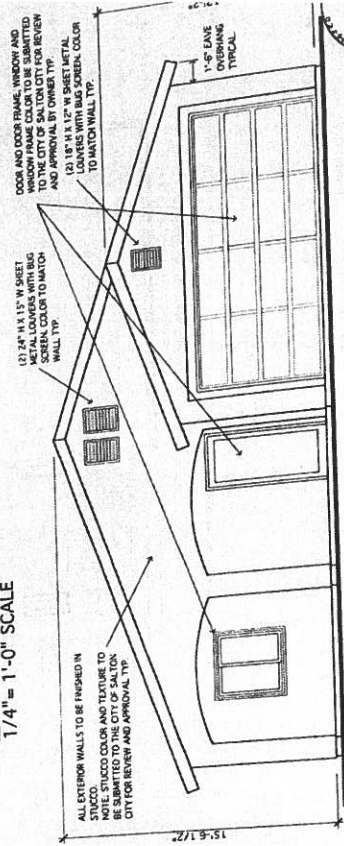 1/4"= 1'-0" SCALE
(2) 24" H X 15" W SHEET
METAL LOUVERS WITH BUG
SCREEN. COLOR TO MATCH
WALL TYP.
DOOR AND DOOR FRAME, WINDOW AND
WINDOW FRAME COLOR TO BE SUBMITTED
TO THE CITY OF SALTON CITY FOR REVIEW
AND APPROVAL BY OWNER TYP.
(2) 18" H X 12" W SHEET METAL
LOUVERS WITH BUG SCREEN. COLOR
TO MATCH WALL TYP.
1'-6" EAVE
OVERHANG
TYPICAL.
ALL EXTERIOR WALLS TO BE FINISHED IN
STUCCO.
NOTE. STUCCO COLOR AND TEXTURE TO
BE SUBMITTED TO THE CITY OF SALTON
CITY FOR REVIEW AND APPROVAL TYP.
15'-6 1/2"